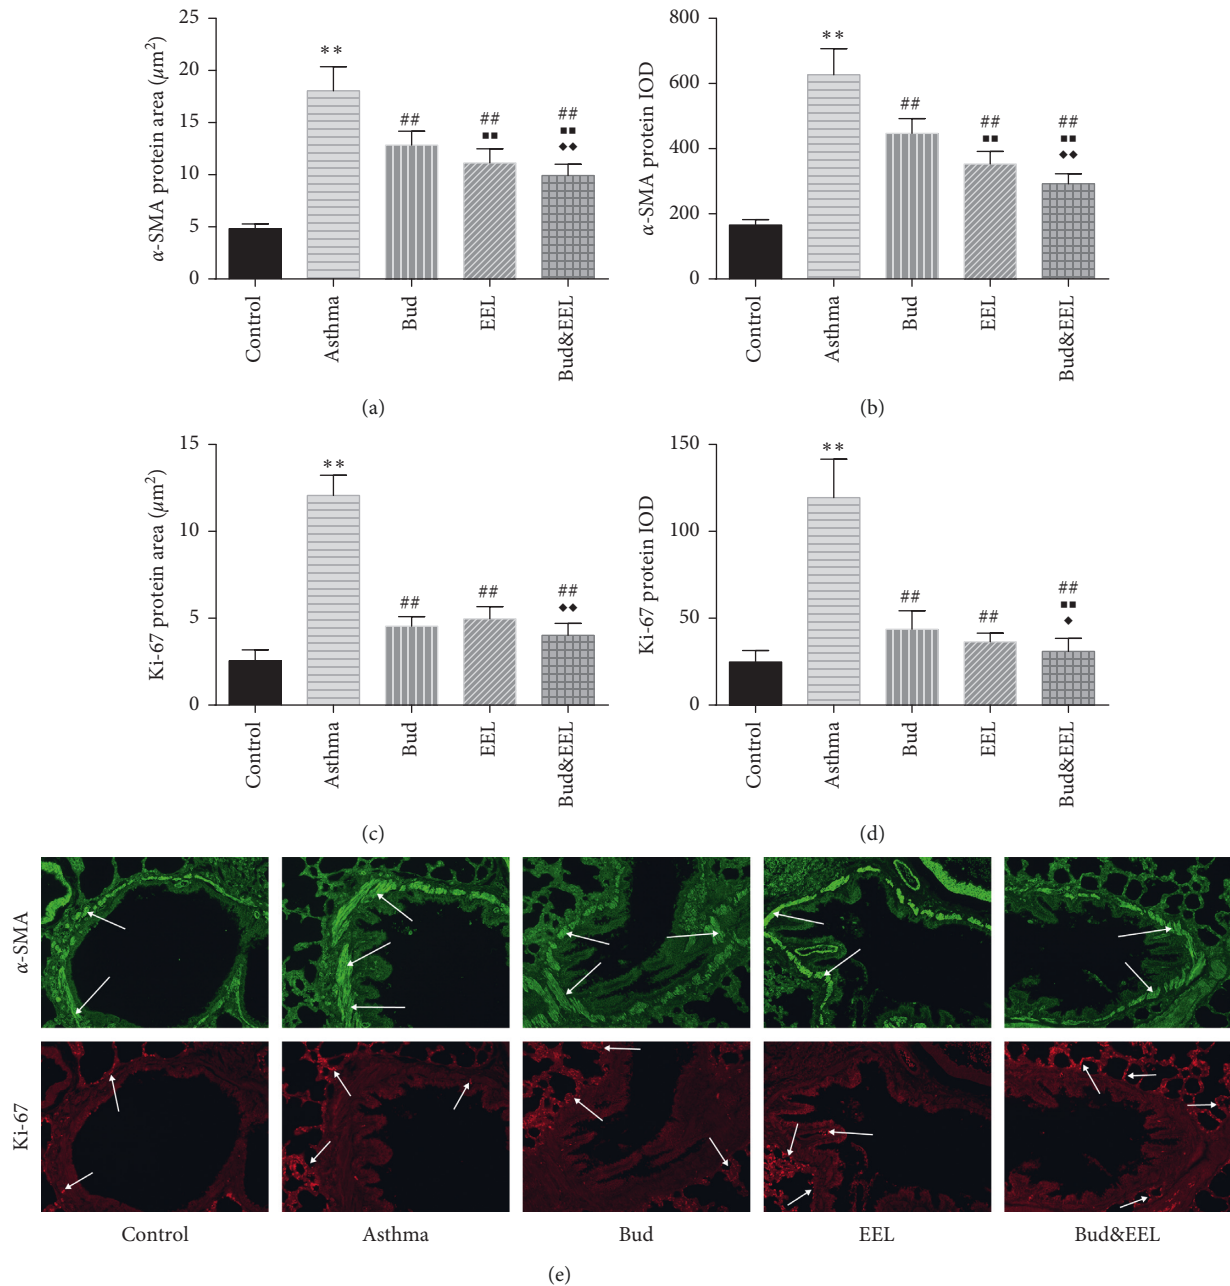 α-SMA protein area (μm²)
25
20
15
10
5
0
**
##
##
■■
##
■■
◆◆
Control
Asthma
Bud
EEL
Bud&EEL
(a)
α-SMA protein IOD
800
600
400
200
0
**
##
##
■■
##
■■
◆◆
Control
Asthma
Bud
EEL
Bud&EEL
(b)
Ki-67 protein area (μm²)
15
10
5
0
**
##
##
##
◆◆
Control
Asthma
Bud
EEL
Bud&EEL
(c)
Ki-67 protein IOD
150
100
50
0
**
##
##
##
■■
◆
Control
Asthma
Bud
EEL
Bud&EEL
(d)
α-SMA
Ki-67
Control
Asthma
Bud
EEL
Bud&EEL
(e)